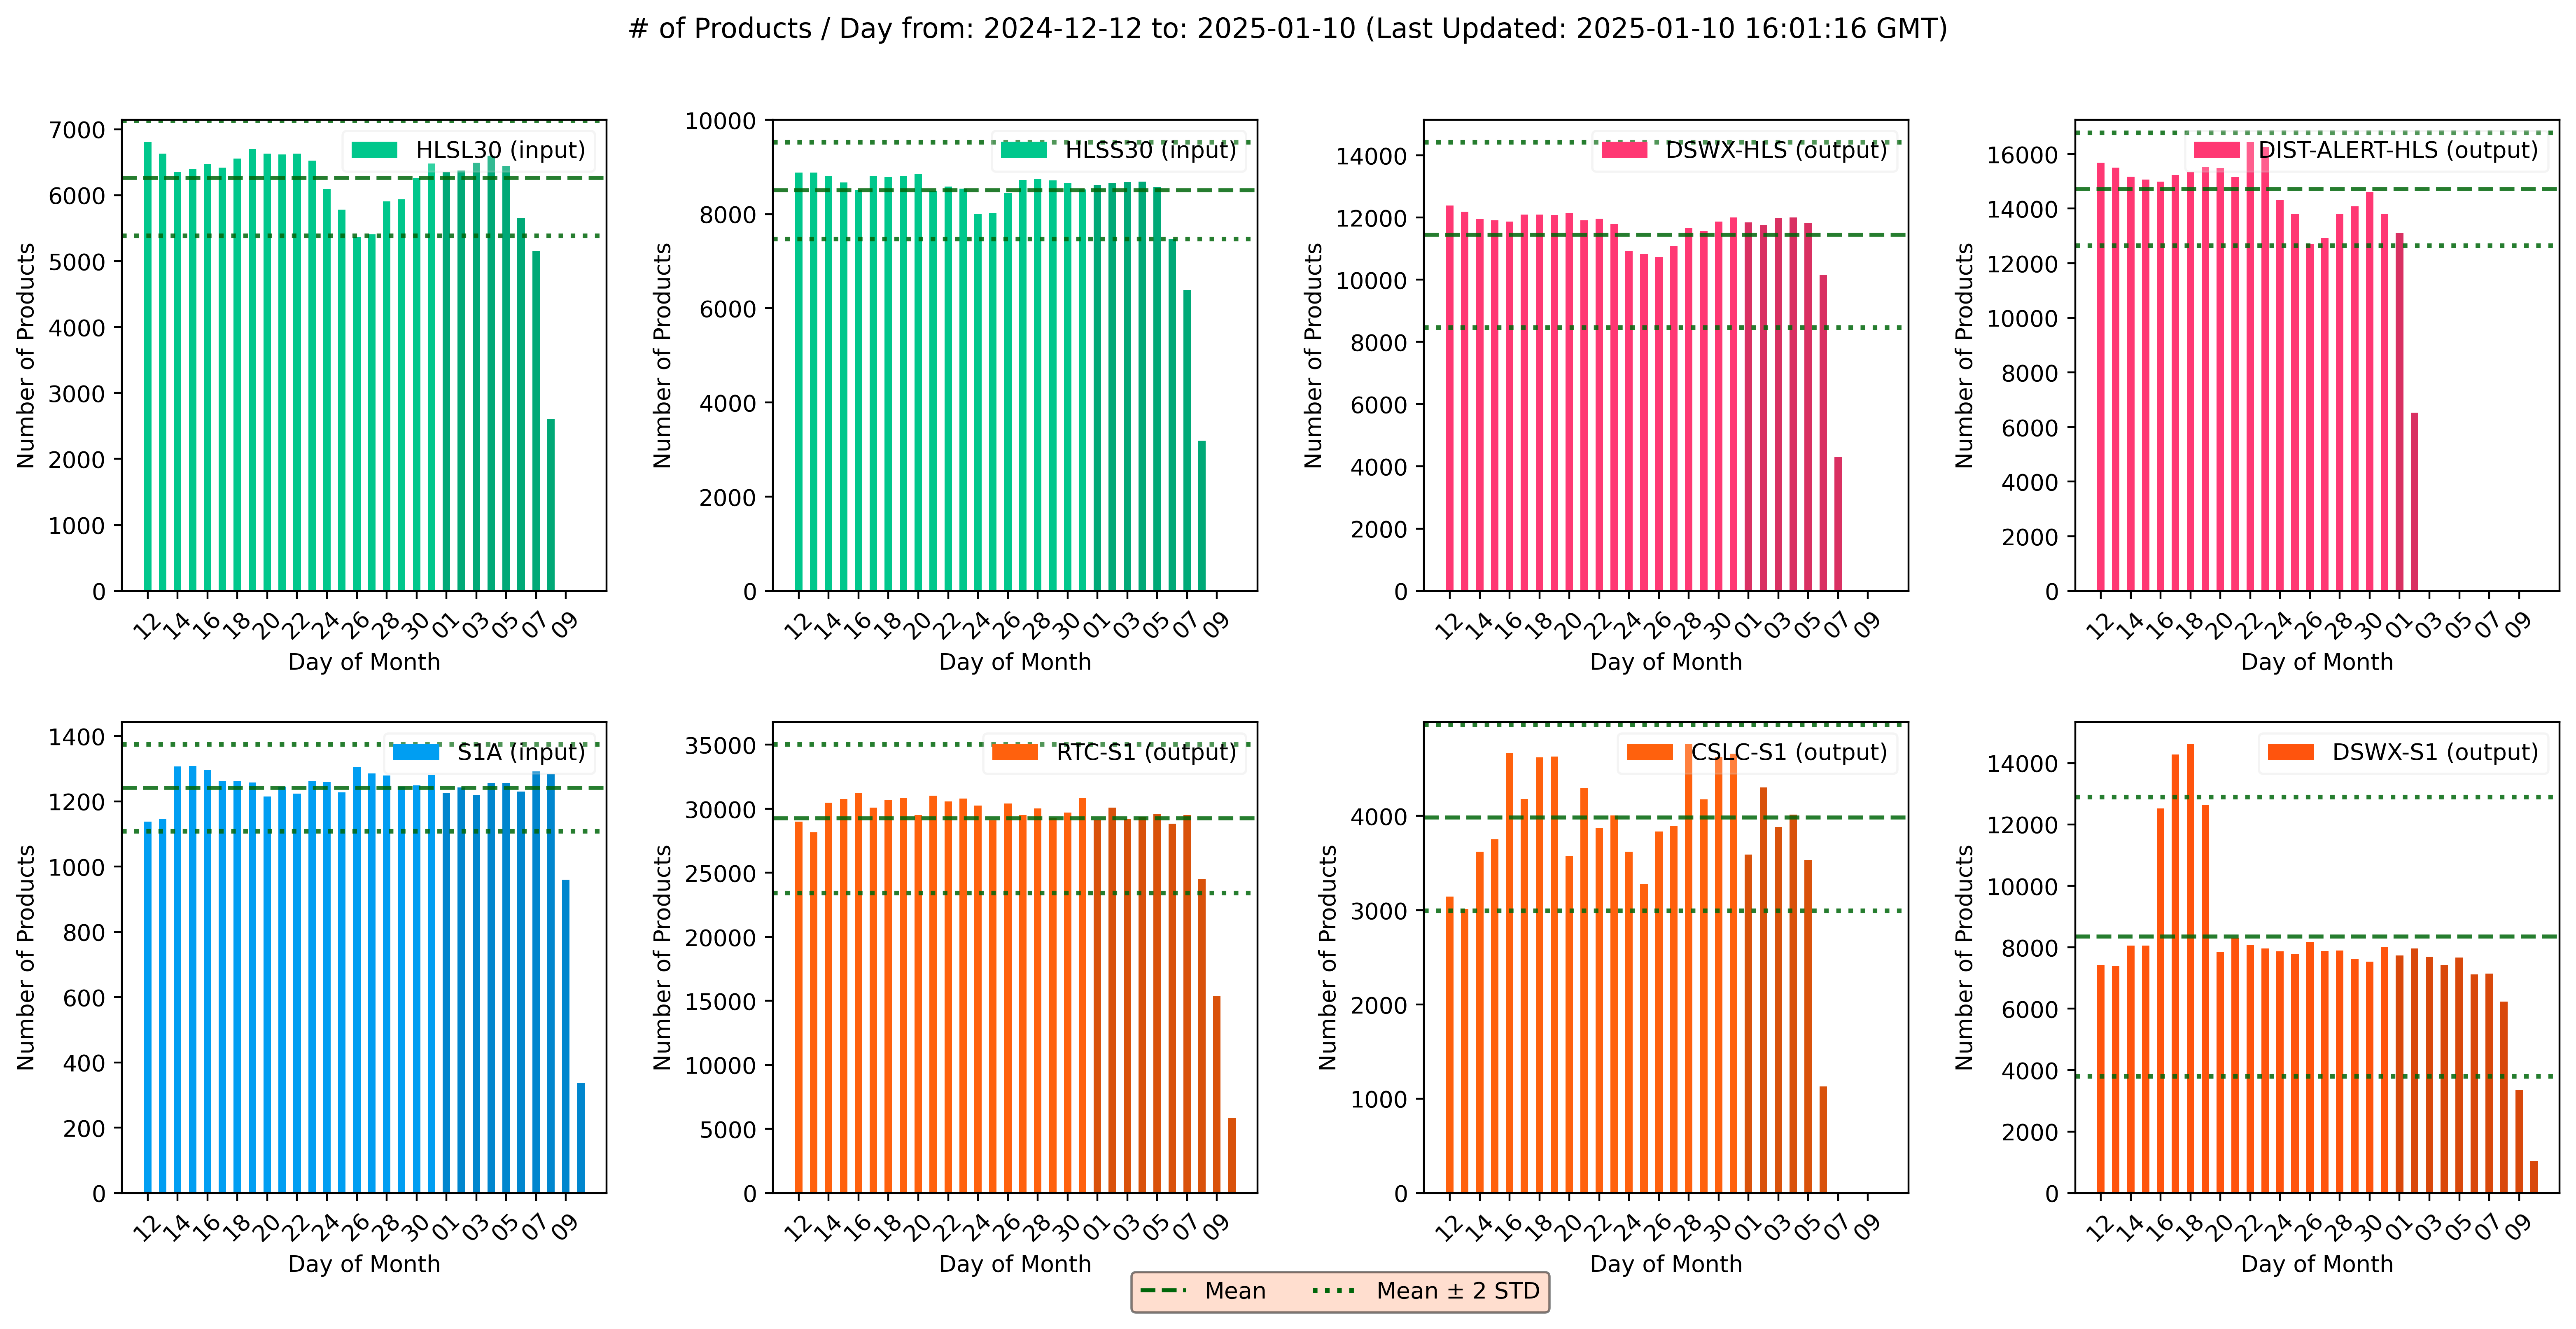 # of Products / Day from: 2024-12-12 to: 2025-01-10 (Last Updated: 2025-01-10 16:01:16 GMT)
HLSL30 (input)
Number of Products
7000
6000
5000
4000
3000
2000
1000
0
12 14 16 18 20 22 24 26 28 30 01 03 05 07 09
Day of Month
HLSS30 (input)
Number of Products
10000
8000
6000
4000
2000
0
12 14 16 18 20 22 24 26 28 30 01 03 05 07 09
Day of Month
DSWX-HLS (output)
Number of Products
14000
12000
10000
8000
6000
4000
2000
0
12 14 16 18 20 22 24 26 28 30 01 03 05 07 09
Day of Month
DIST-ALERT-HLS (output)
Number of Products
16000
14000
12000
10000
8000
6000
4000
2000
0
12 14 16 18 20 22 24 26 28 30 01 03 05 07 09
Day of Month
S1A (input)
Number of Products
1400
1200
1000
800
600
400
200
0
12 14 16 18 20 22 24 26 28 30 01 03 05 07 09
Day of Month
RTC-S1 (output)
Number of Products
35000
30000
25000
20000
15000
10000
5000
0
12 14 16 18 20 22 24 26 28 30 01 03 05 07 09
Day of Month
CSLC-S1 (output)
Number of Products
4000
3000
2000
1000
0
12 14 16 18 20 22 24 26 28 30 01 03 05 07 09
Day of Month
DSWX-S1 (output)
Number of Products
14000
12000
10000
8000
6000
4000
2000
0
12 14 16 18 20 22 24 26 28 30 01 03 05 07 09
Day of Month
Mean
Mean ± 2 STD